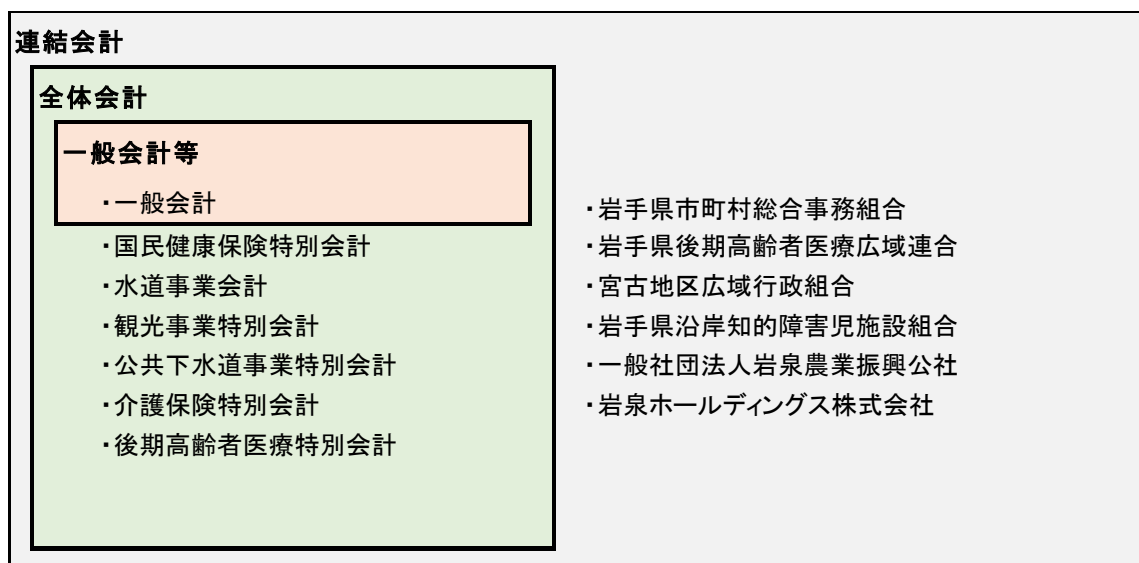 連結会計
全体会計
一般会計等
・一般会計
・国民健康保険特別会計
・水道事業会計
・観光事業特別会計
・公共下水道事業特別会計
・介護保険特別会計
・後期高齢者医療特別会計
・岩手県市町村総合事務組合
・岩手県後期高齢者医療広域連合
・宮古地区広域行政組合
・岩手県沿岸知的障害児施設組合
・一般社団法人岩泉農業振興公社
・岩泉ホールディングス株式会社